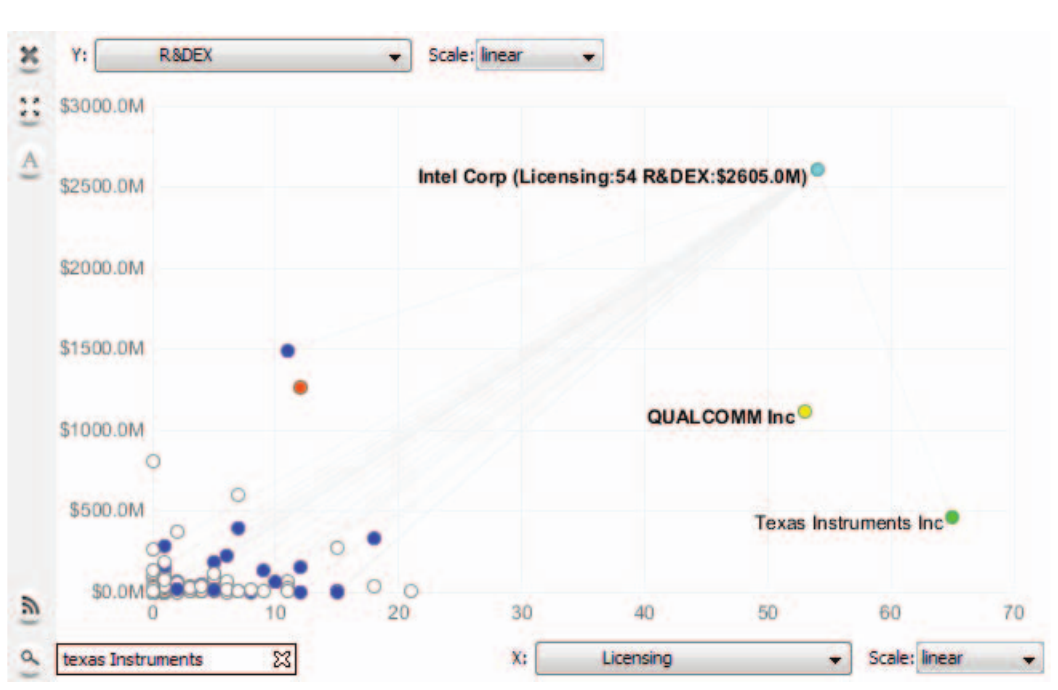 Y: R&DEX Scale: linear
A
$3000.0M
Intel Corp (Licensing:54 R&DEX:$2605.0M)
$2500.0M
$2000.0M
$1500.0M
$1000.0M
QUALCOMM Inc
$500.0M
Texas Instruments Inc
$0.0M
0 10 20 30 40 50 60 70
texas Instruments X: Licensing Scale: linear